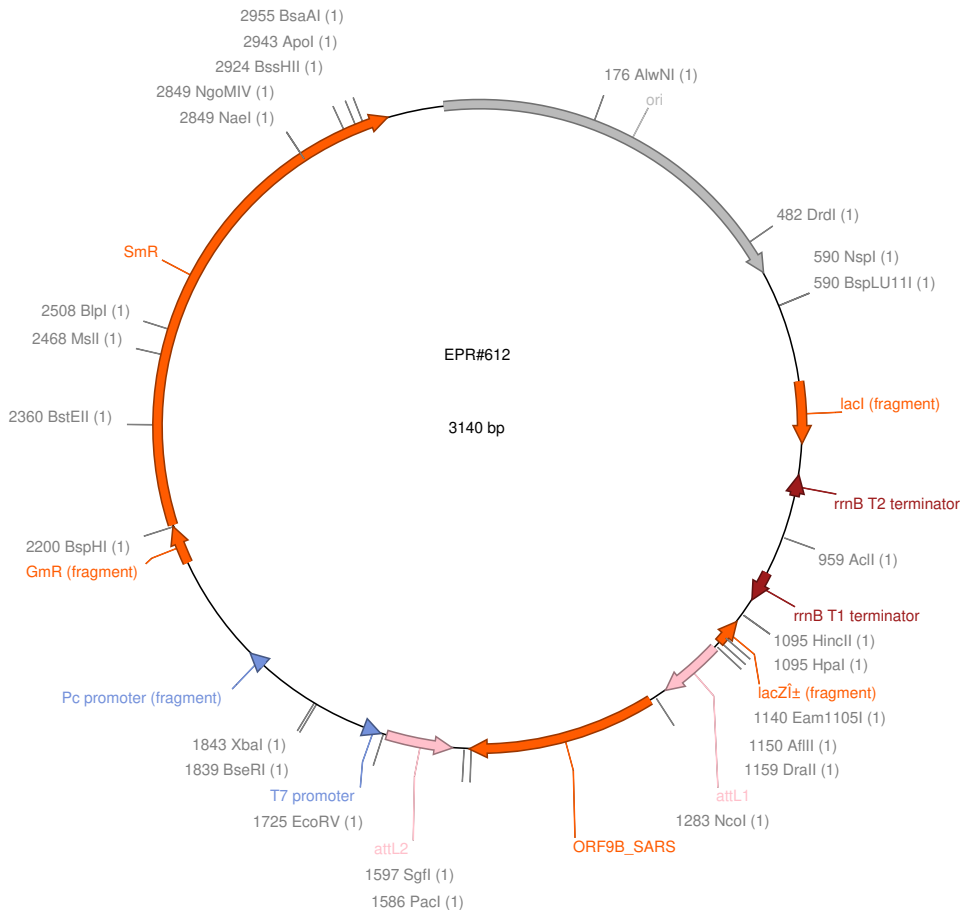 2955 BsaAI (1)
2943 ApoI (1)
2924 BssHII (1)
2849 NgoMIV (1)
2849 NaeI (1)
176 AlwNI (1)
ori
482 DrdI (1)
590 NspI (1)
590 BspLU11I (1)
SmR
2508 BlpI (1)
2468 MslI (1)
2360 BstEII (1)
EPR#612
3140 bp
lacI (fragment)
rrnB T2 terminator
959 AclI (1)
2200 BspHI (1)
GmR (fragment)
rrnB T1 terminator
1095 HincII (1)
1095 HpaI (1)
lacZÎ± (fragment)
1140 Eam1105I (1)
1150 AflIII (1)
1159 DraII (1)
Pc promoter (fragment)
1843 XbaI (1)
1839 BseRI (1)
T7 promoter
1725 EcoRV (1)
attL1
1283 NcoI (1)
attL2
ORF9B_SARS
1597 SgfI (1)
1586 PacI (1)